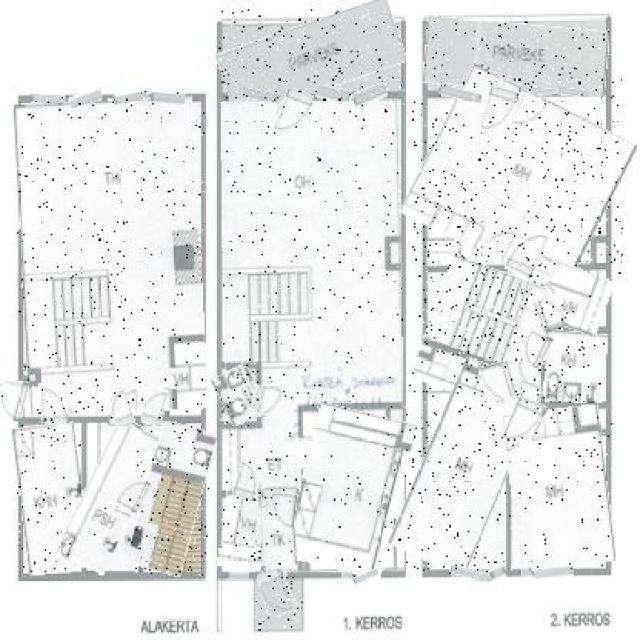 PARVEKE
PARVEKE
TH
OH
MH
VH
VH
KH
ET
K
KHH
PSH
VH
TK
MH
MH
ALAKERTA
1. KERROS
2. KERROS